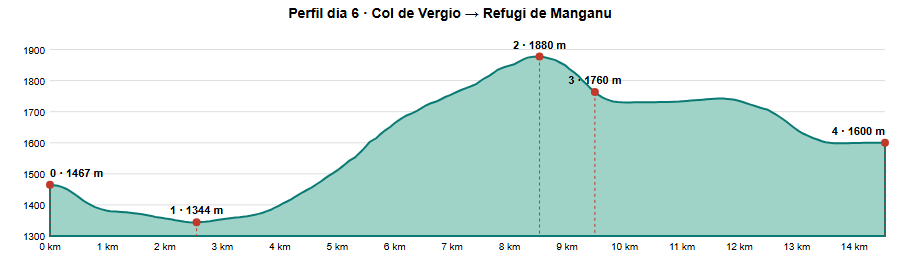 Perfil dia 6 · Col de Vergio → Refugi de Manganu
2 · 1880 m
3 · 1760 m
4 · 1600 m
0 · 1467 m
1 · 1344 m
1900
1800
1700
1600
1500
1400
1300
0 km 1 km 2 km 3 km 4 km 5 km 6 km 7 km 8 km 9 km 10 km 11 km 12 km 13 km 14 km